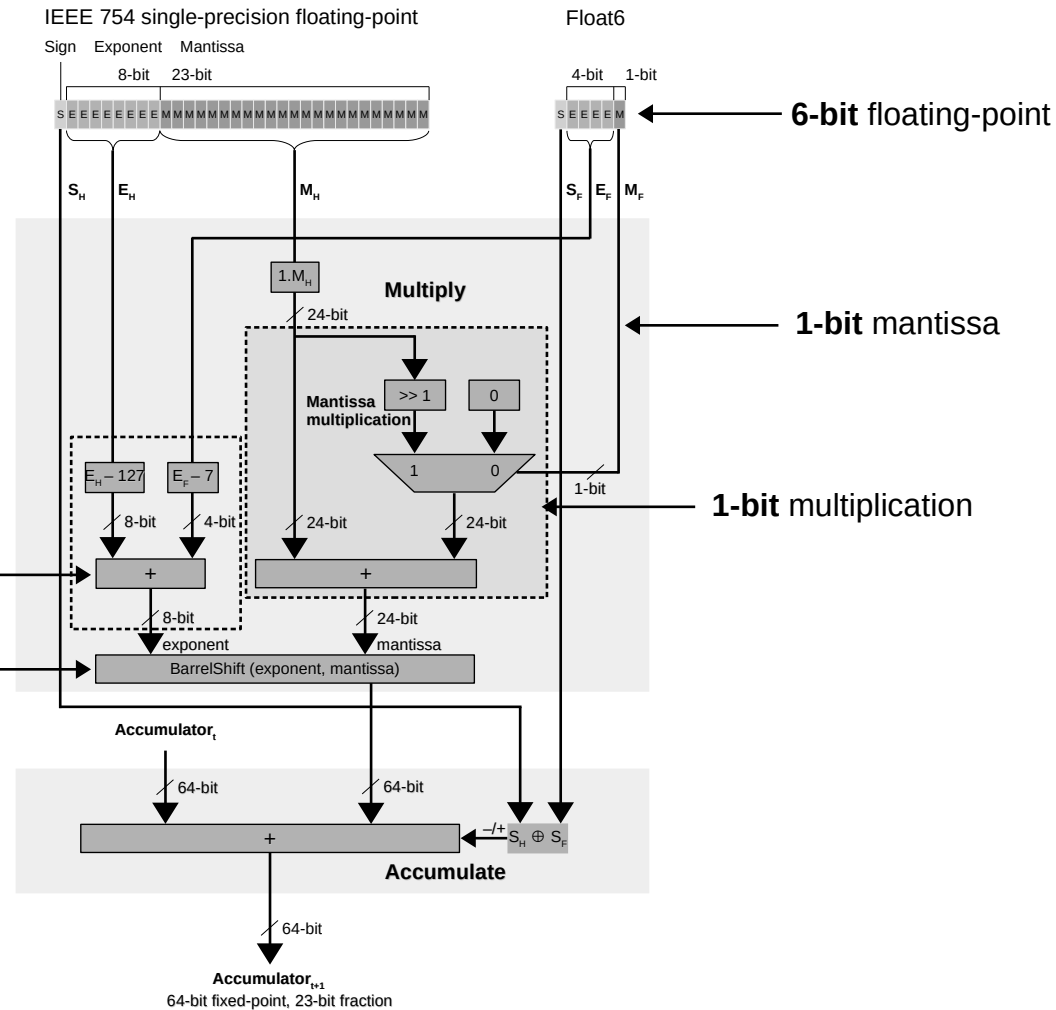 IEEE 754 single-precision floating-point
Float6
Sign Exponent Mantissa
8-bit 23-bit
4-bit 1-bit
S E E E E E E E E M M M M M M M M M M M M M M M M M M M M M M M
S E E E E M
6-bit floating-point
S_H E_H M_H
S_F E_F M_F
1.M_H
Multiply
24-bit
1-bit mantissa
>> 1
0
Mantissa
multiplication
1 0
E_H – 127
E_F – 7
1-bit
1-bit multiplication
8-bit
4-bit
24-bit
24-bit
+
+
8-bit
24-bit
exponent
mantissa
BarrelShift (exponent, mantissa)
Accumulator_t
64-bit
64-bit
+
–/+
S_H ⊕ S_F
Accumulate
64-bit
Accumulator_t+1
64-bit fixed-point, 23-bit fraction